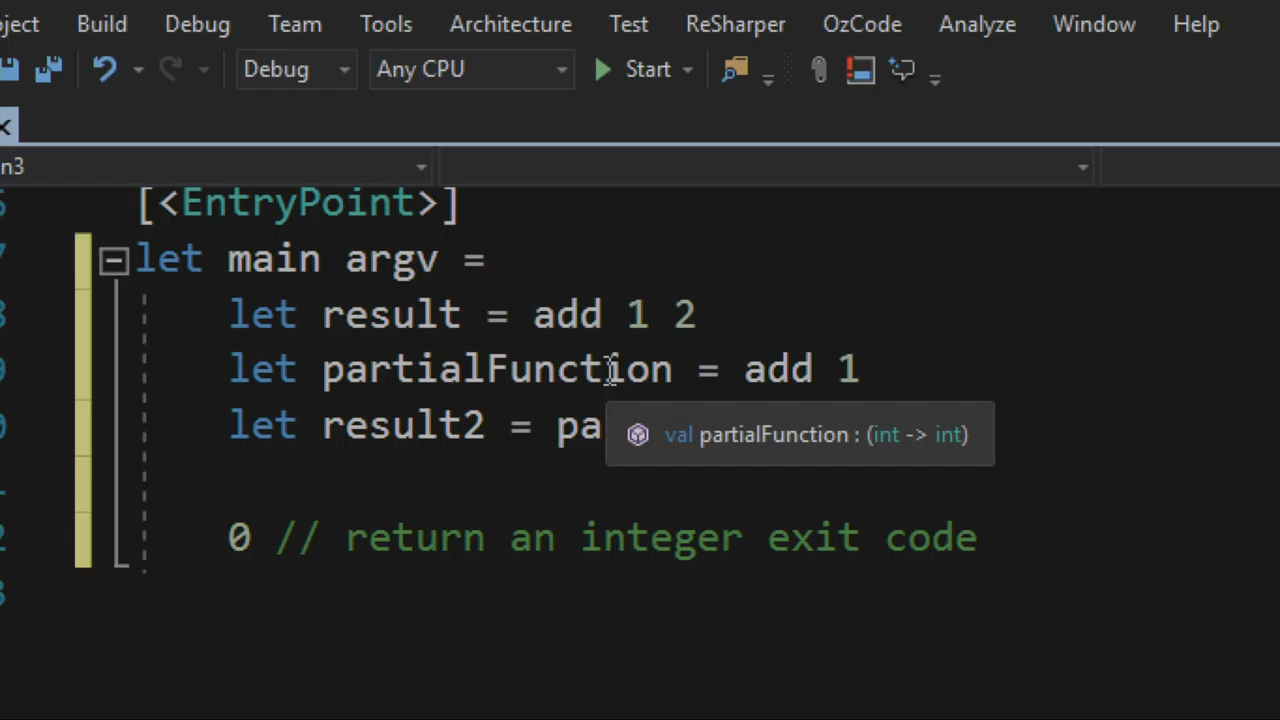 Build Debug Team Tools Architecture Test ReSharper OzCode Analyze Window Help
Debug Any CPU Start
n3
[<EntryPoint>]
let main argv =
let result = add 1 2
let partialFunction = add 1
let result2 = pa
val partialFunction : (int -> int)
0 // return an integer exit code